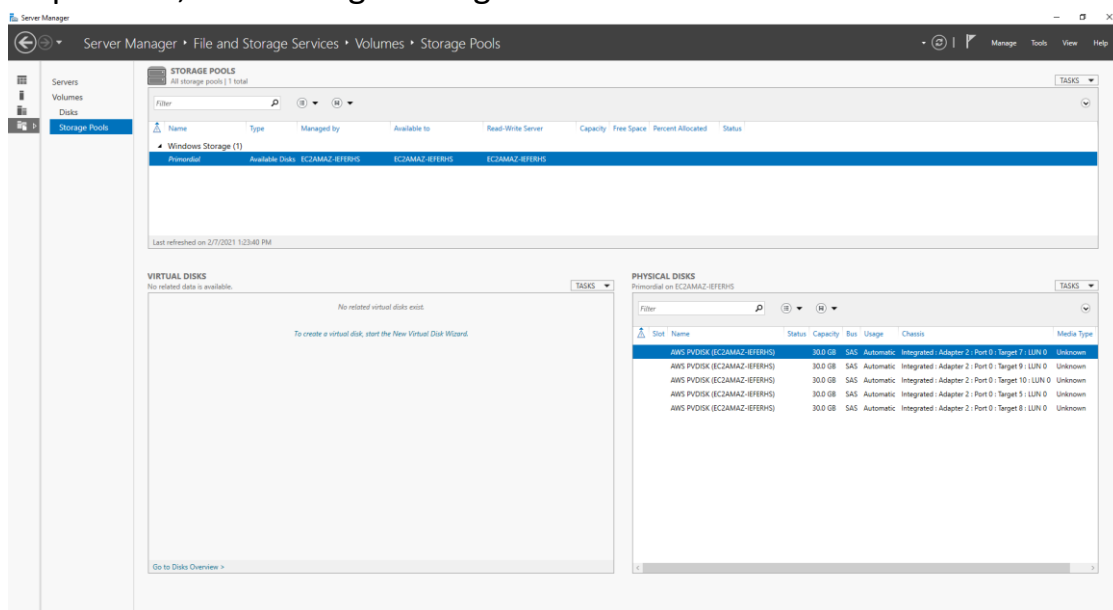 Server Manager
Server Manager • File and Storage Services • Volumes • Storage Pools
Manage Tools View Help
Servers
Volumes
Disks
Storage Pools
STORAGE POOLS
All storage pools | 1 total
TASKS
Filter
Name Type Managed by Available to Read-Write Server Capacity Free Space Percent Allocated Status
Windows Storage (1)
Primordial Available Disks EC2AMAZ-IEFERHS EC2AMAZ-IEFERHS EC2AMAZ-IEFERHS
Last refreshed on 2/7/2021 1:23:40 PM
VIRTUAL DISKS
No related data is available.
TASKS
No related virtual disks exist.
To create a virtual disk, start the New Virtual Disk Wizard.
Go to Disks Overview >
PHYSICAL DISKS
Primordial on EC2AMAZ-IEFERHS
TASKS
Filter
Slot Name Status Capacity Bus Usage Chassis Media Type
AWS PVDISK (EC2AMAZ-IEFERHS) 30.0 GB SAS Automatic Integrated : Adapter 2 : Port 0 : Target 7 : LUN 0 Unknown
AWS PVDISK (EC2AMAZ-IEFERHS) 30.0 GB SAS Automatic Integrated : Adapter 2 : Port 0 : Target 9 : LUN 0 Unknown
AWS PVDISK (EC2AMAZ-IEFERHS) 30.0 GB SAS Automatic Integrated : Adapter 2 : Port 0 : Target 10 : LUN 0 Unknown
AWS PVDISK (EC2AMAZ-IEFERHS) 30.0 GB SAS Automatic Integrated : Adapter 2 : Port 0 : Target 5 : LUN 0 Unknown
AWS PVDISK (EC2AMAZ-IEFERHS) 30.0 GB SAS Automatic Integrated : Adapter 2 : Port 0 : Target 8 : LUN 0 Unknown